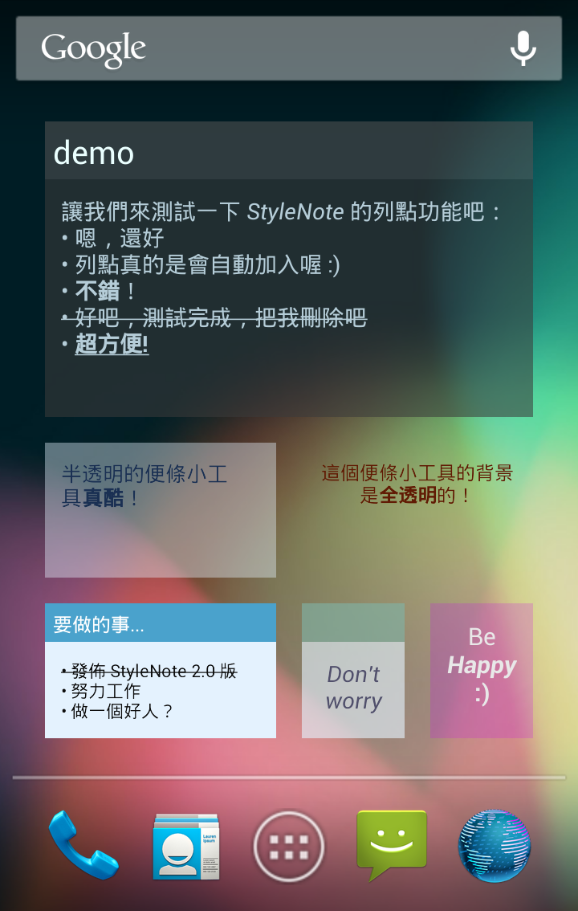 Google
demo
讓我們來測試一下 StyleNote 的列點功能吧：
• 嗯，還好
• 列點真的是會自動加入喔 :)
• 不錯！
• 好吧，測試完成，把我刪除吧
• 超方便!
半透明的便條小工
具真酷！
這個便條小工具的背景
是全透明的！
要做的事...
• 發佈 StyleNote 2.0 版
• 努力工作
• 做一個好人？
Don't
worry
Be
Happy
:)
Lorem
Ipsum